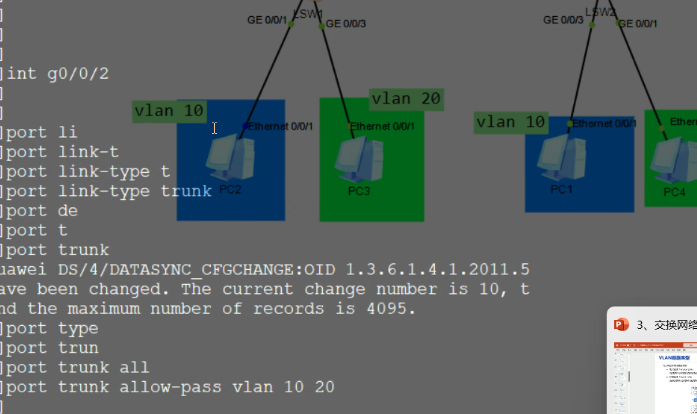 LSW1
LSW2
GE 0/0/1
GE 0/0/3
GE 0/0/3
GE 0/0/1
]
]
]
]int g0/0/2
]
]
]port li
]port link-t
]port link-type t
]port link-type trunk
]port de
]port t
]port trunk
uawei DS/4/DATASYNC_CFGCHANGE:OID 1.3.6.1.4.1.2011.5
ave been changed. The current change number is 10, t
nd the maximum number of records is 4095.
]port type
]port trun
]port trunk all
]port trunk allow-pass vlan 10 20
]
vlan 10
vlan 20
vlan 10
Ethernet 0/0/1
Ethernet 0/0/1
Ethernet 0/0/1
Ethern
PC2
PC3
PC1
PC4
3、交换网络